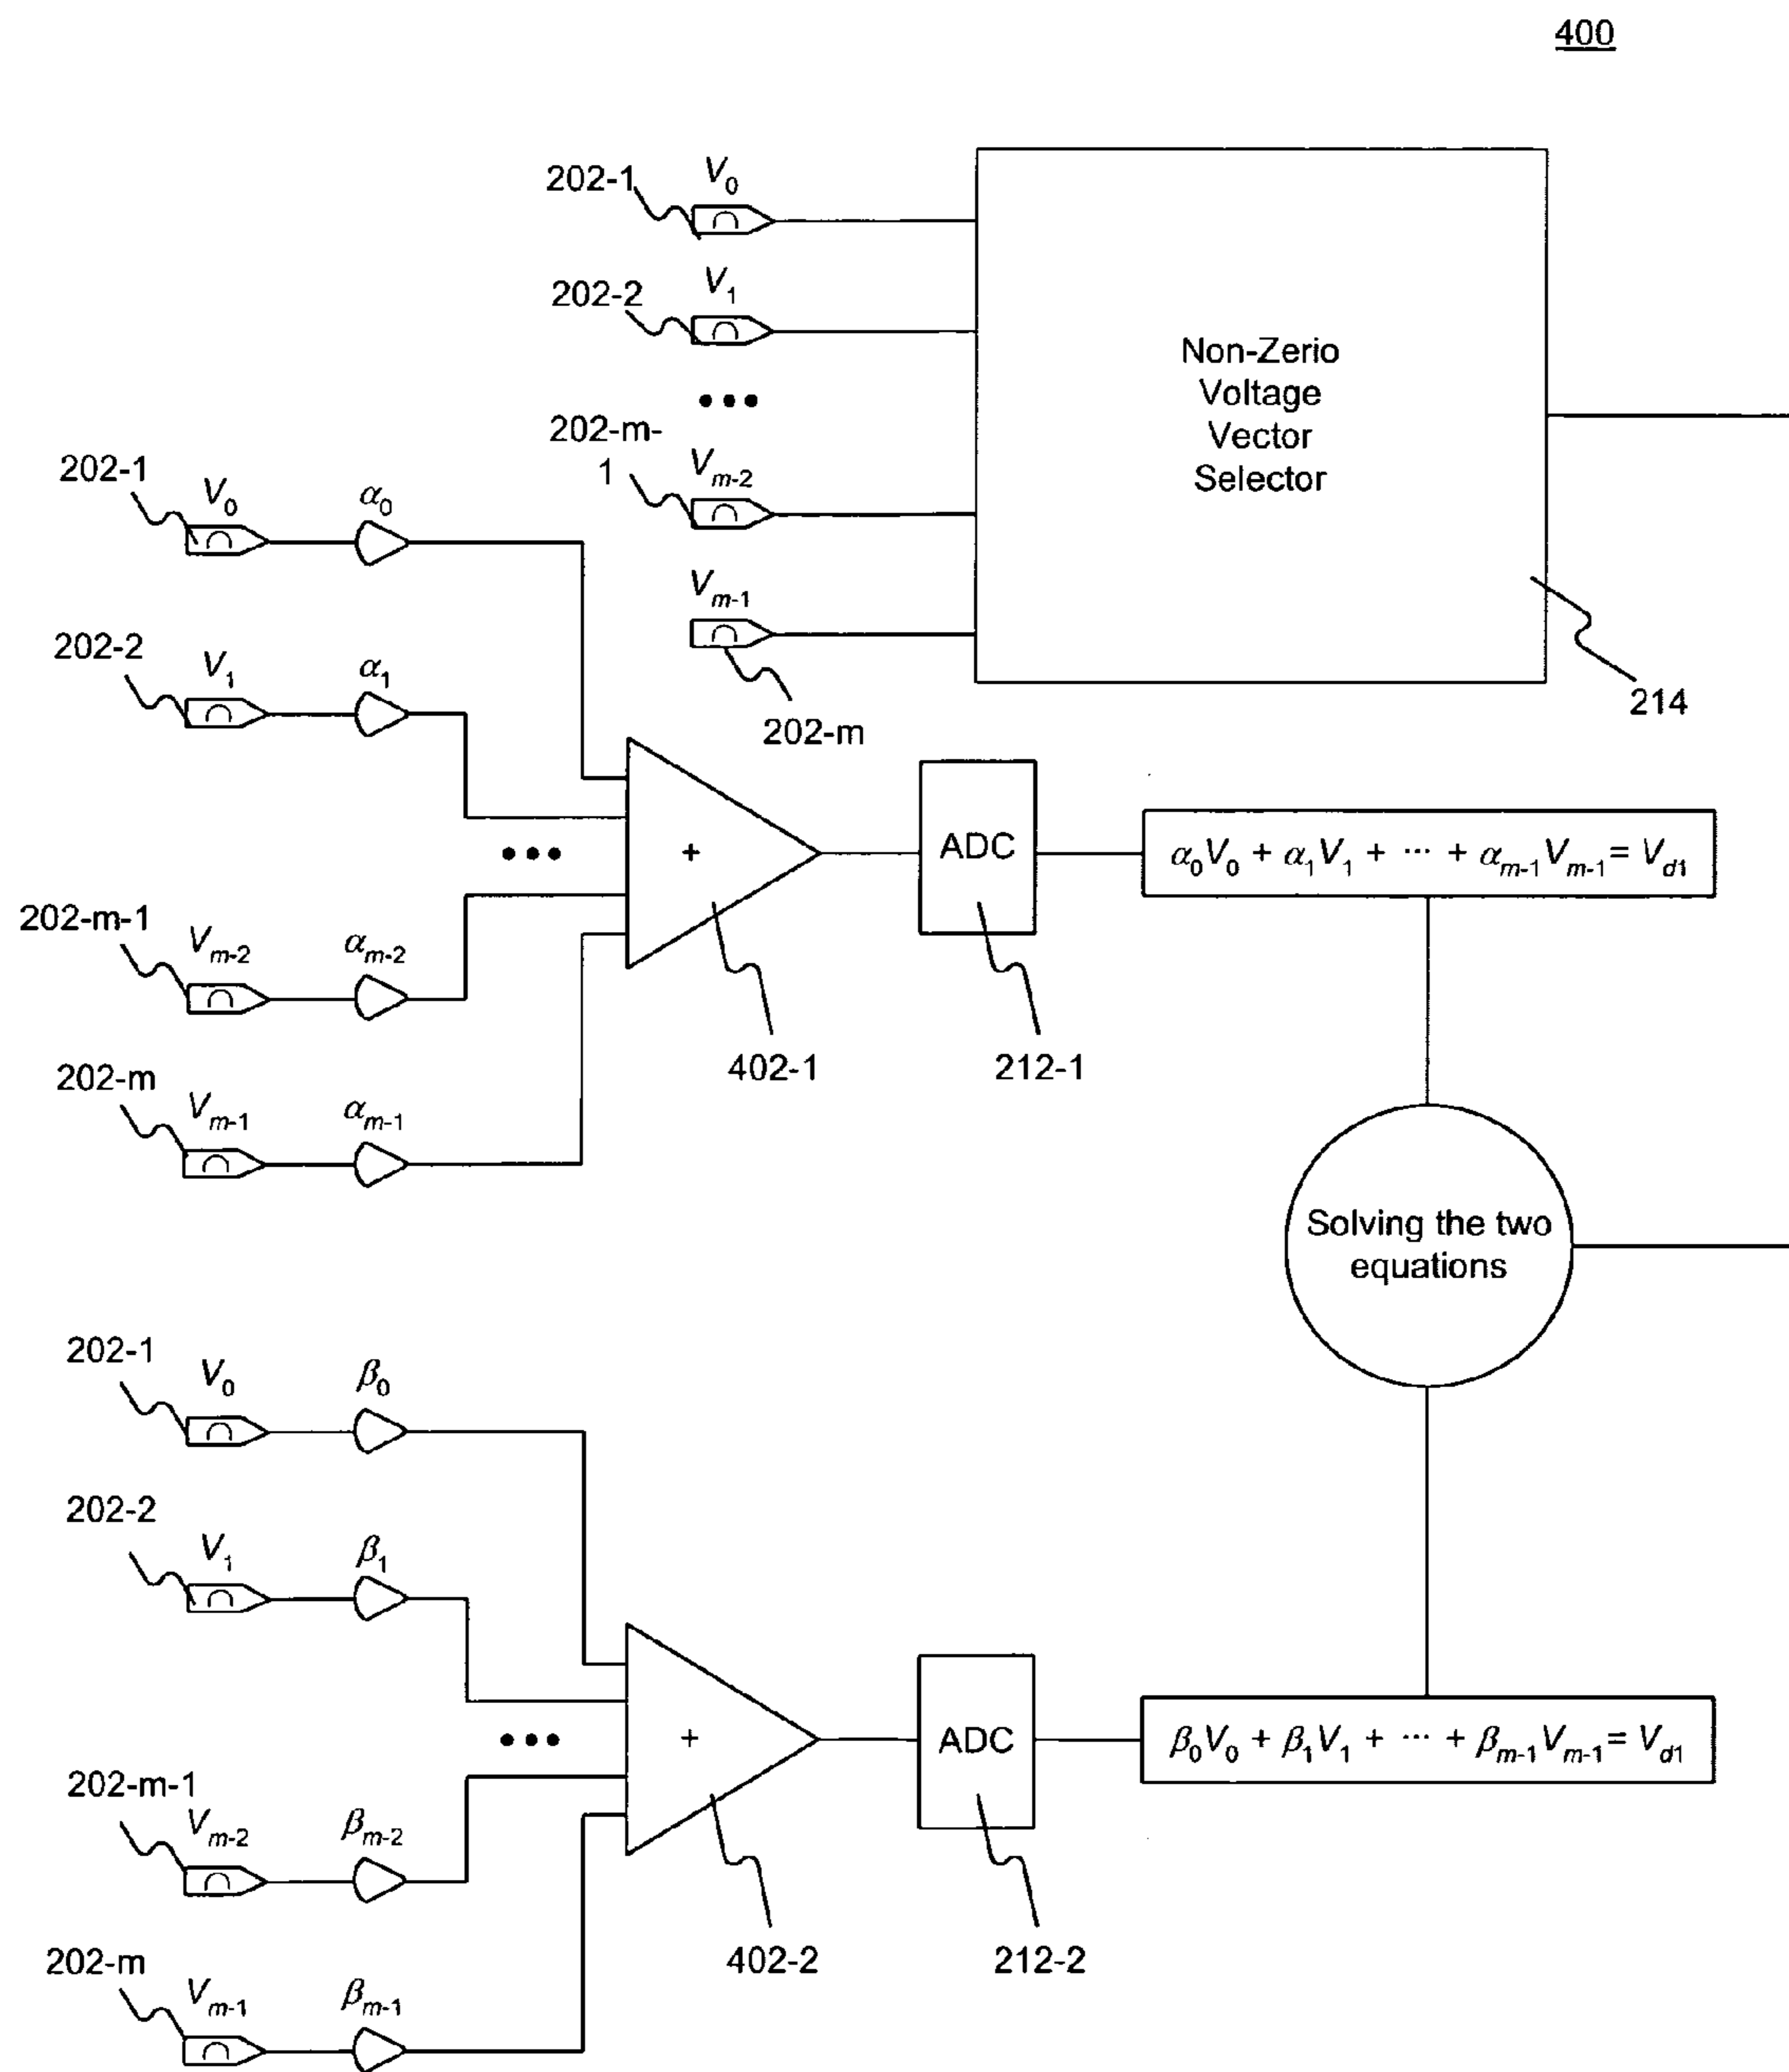 400
202-1
V0
202-2
V1
•••
202-m-
1
Vm-2
Vm-1
202-m
Non-Zerio
Voltage
Vector
Selector
214
202-1
V0
α0
202-2
V1
α1
•••
202-m-1
Vm-2
αm-2
202-m
Vm-1
αm-1
+
402-1
ADC
212-1
α0V0 + α1V1 + ··· + αm-1Vm-1 = Vd1
Solving the two
equations
202-1
V0
β0
202-2
V1
β1
•••
202-m-1
Vm-2
βm-2
202-m
Vm-1
βm-1
+
402-2
ADC
212-2
β0V0 + β1V1 + ··· + βm-1Vm-1 = Vd1